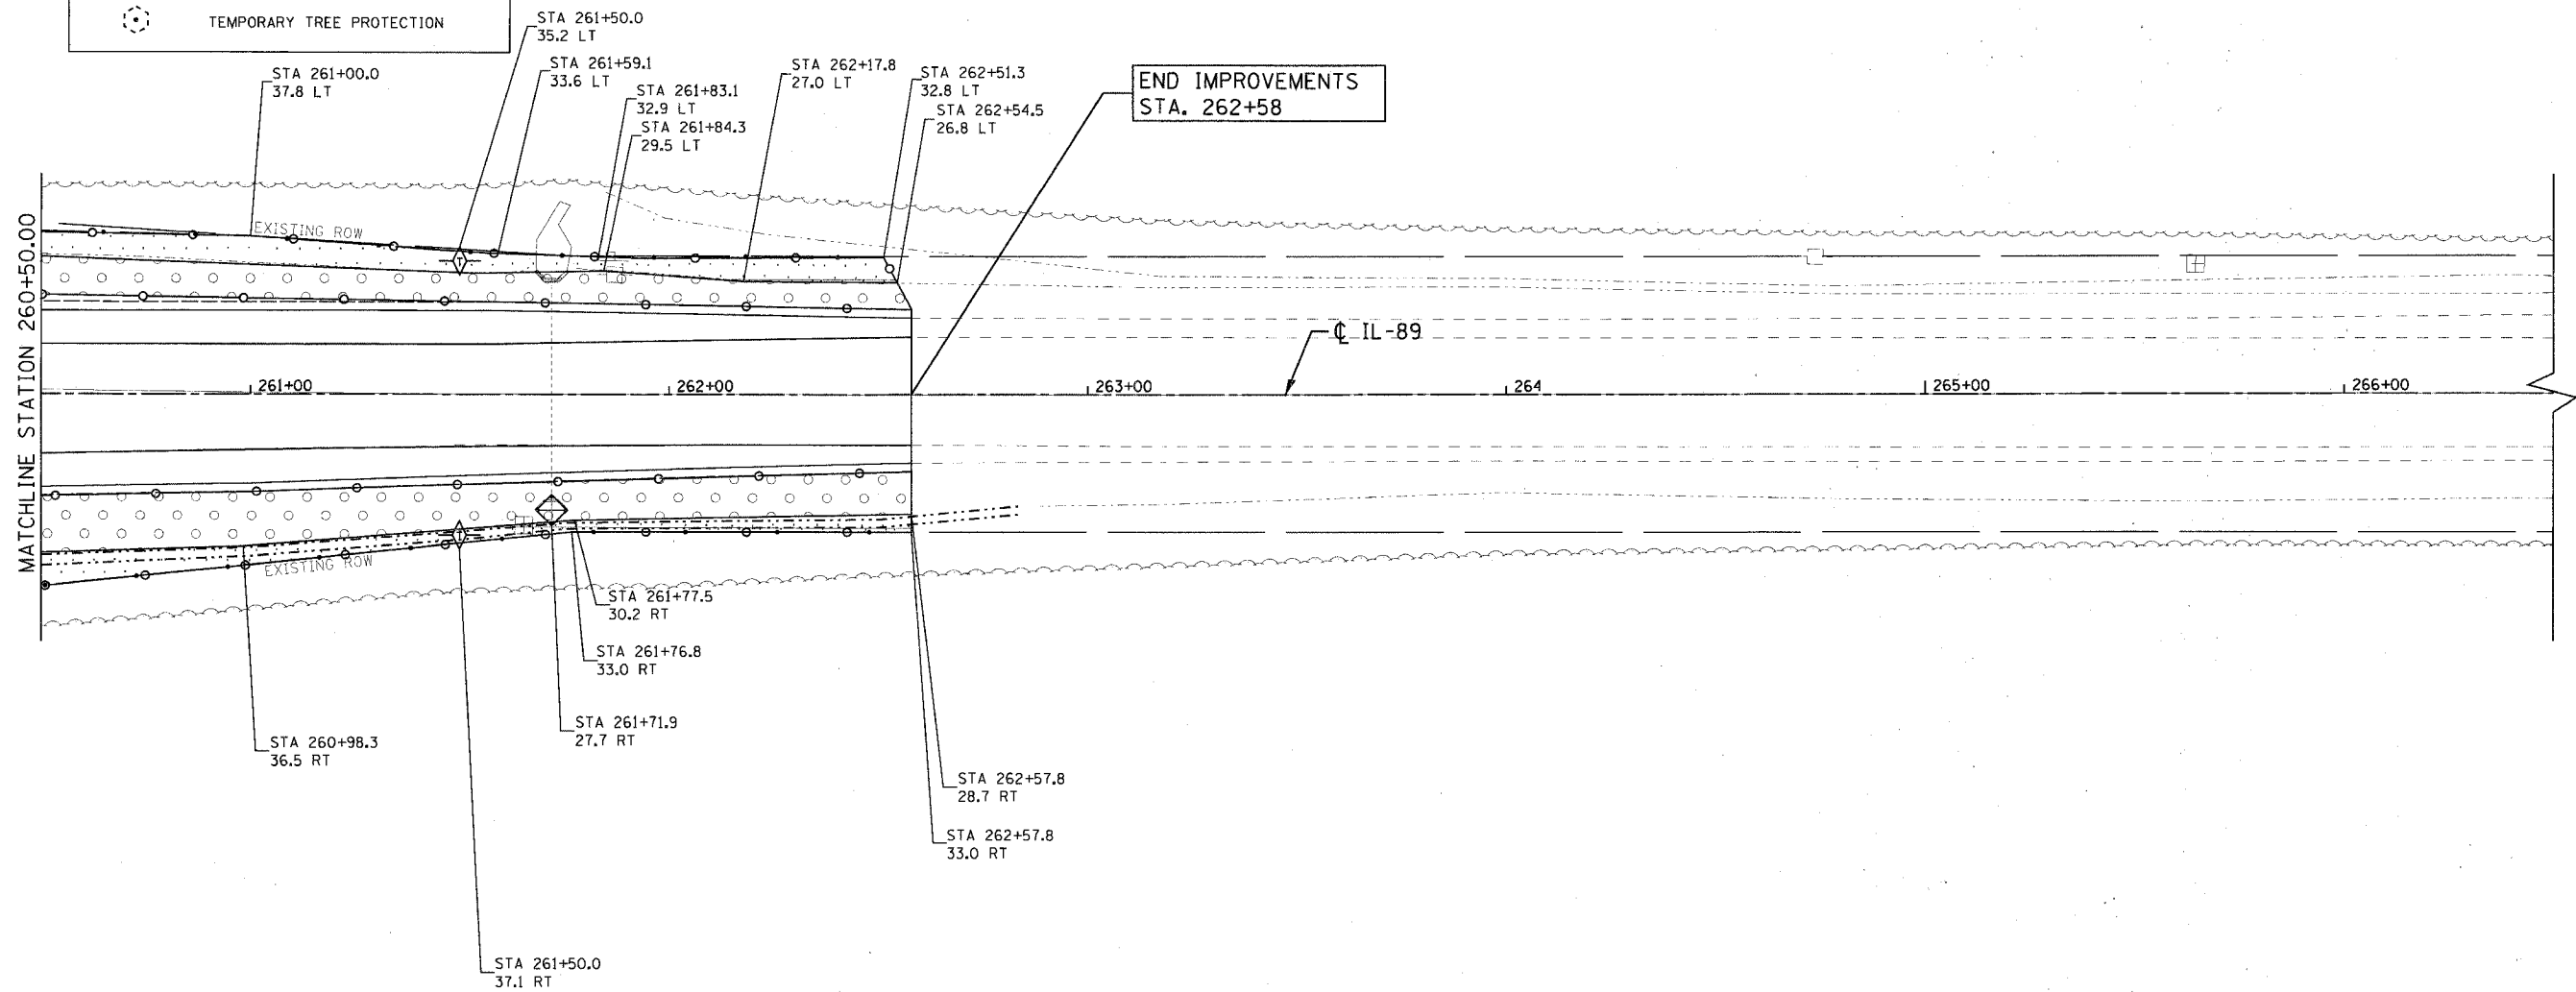 TEMPORARY TREE PROTECTION
STA 261+50.0
35.2 LT
STA 261+00.0
37.8 LT
STA 261+59.1
33.6 LT
STA 261+83.1
32.9 LT
STA 261+84.3
29.5 LT
STA 262+17.8
27.0 LT
STA 262+51.3
32.8 LT
STA 262+54.5
26.8 LT
END IMPROVEMENTS
STA. 262+58
MATCHLINE STATION 260+50.00
EXISTING ROW
℄ IL-89
261+00
262+00
263+00
264
265+00
266+00
EXISTING ROW
STA 261+77.5
30.2 RT
STA 261+76.8
33.0 RT
STA 261+71.9
27.7 RT
STA 260+98.3
36.5 RT
STA 262+57.8
28.7 RT
STA 262+57.8
33.0 RT
STA 261+50.0
37.1 RT